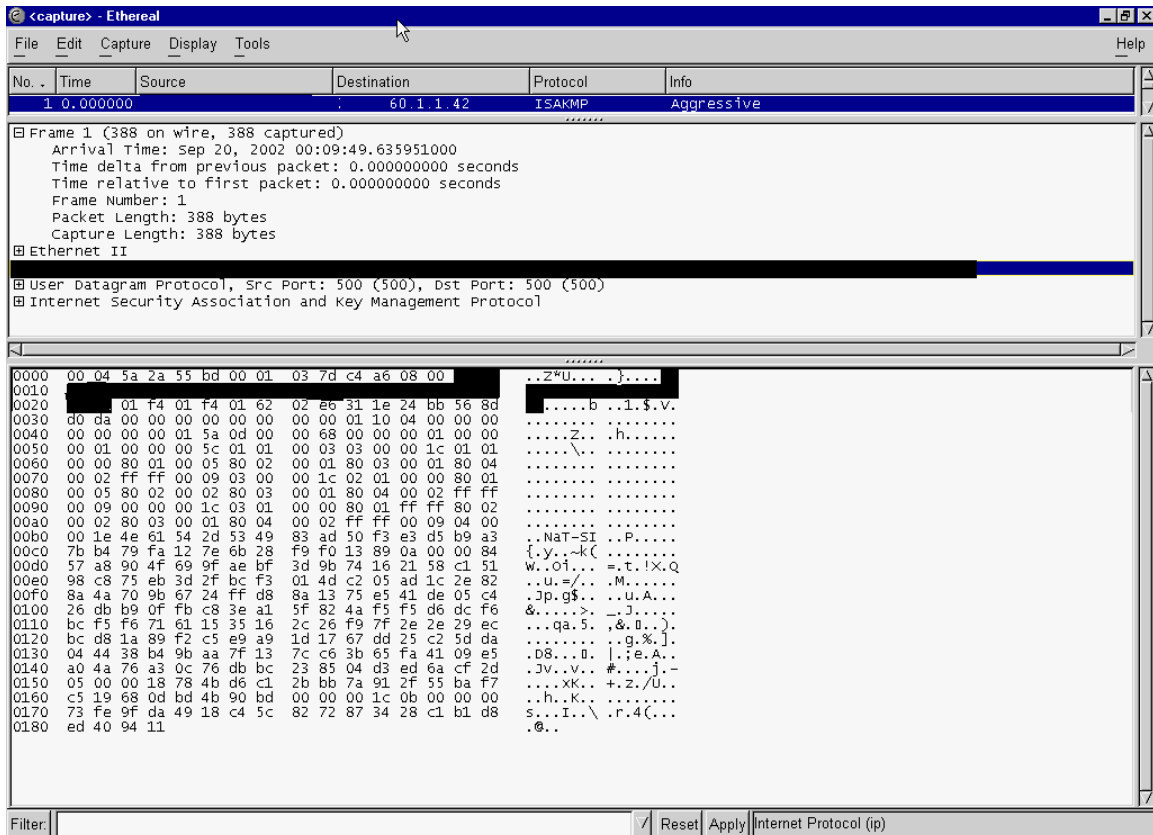 <capture> - Ethereal
File Edit Capture Display Tools Help
No. . Time Source Destination Protocol Info
1 0.000000 60.1.1.42 ISAKMP Aggressive
Frame 1 (388 on wire, 388 captured)
Arrival Time: Sep 20, 2002 00:09:49.635951000
Time delta from previous packet: 0.000000000 seconds
Time relative to first packet: 0.000000000 seconds
Frame Number: 1
Packet Length: 388 bytes
Capture Length: 388 bytes
Ethernet II
User Datagram Protocol, Src Port: 500 (500), Dst Port: 500 (500)
Internet Security Association and Key Management Protocol
0000 00 04 5a 2a 55 bd 00 01 03 7d c4 a6 08 00 ..Z*U... .}....
0010
0020 01 f4 01 f4 01 62 02 e6 31 1e 24 bb 56 8d .....b ..1.$.V.
0030 d0 da 00 00 00 00 00 00 00 00 01 10 04 00 00 00 ........ ........
0040 00 00 00 00 01 5a 0d 00 00 68 00 00 00 01 00 00 .....Z.. .h......
0050 00 01 00 00 00 5c 01 01 00 03 03 00 00 1c 01 01 .....\.. ........
0060 00 00 80 01 00 05 80 02 00 01 80 03 00 01 80 04 ........ ........
0070 00 02 ff ff 00 09 03 00 00 1c 02 01 00 00 80 01 ........ ........
0080 00 05 80 02 00 02 80 03 00 01 80 04 00 02 ff ff ........ ........
0090 00 09 00 00 00 1c 03 01 00 00 80 01 ff ff 80 02 ........ ........
00a0 00 02 80 03 00 01 80 04 00 02 ff ff 00 09 04 00 ........ ........
00b0 00 1e 4e 61 54 2d 53 49 83 ad 50 f3 e3 d5 b9 a3 ..NaT-SI ..P.....
00c0 7b b4 79 fa 12 7e 6b 28 f9 f0 13 89 0a 00 00 84 {.y..~k( ........
00d0 57 a8 90 4f 69 9f ae bf 3d 9b 74 16 21 58 c1 51 W..Oi... =.t.!X.Q
00e0 98 c8 75 eb 3d 2f bc f3 01 4d c2 05 ad 1c 2e 82 ..u.=/.. .M......
00f0 8a 4a 70 9b 67 24 ff d8 8a 13 75 e5 41 de 05 c4 .Jp.g$.. ..u.A...
0100 26 db b9 0f fb c8 3e a1 5f 82 4a f5 f5 d6 dc f6 &.....>. _.J.....
0110 bc f5 f6 71 61 15 35 16 2c 26 f9 7f 2e 2e 29 ec ...qa.5. ,&.▯..).
0120 bc d8 1a 89 f2 c5 e9 a9 1d 17 67 dd 25 c2 5d da ........ ..g.%.].
0130 04 44 38 b4 9b aa 7f 13 7c c6 3b 65 fa 41 09 e5 .D8...▯. |.;e.A..
0140 a0 4a 76 a3 0c 76 db bc 23 85 04 d3 ed 6a cf 2d .Jv..v.. #....j.-
0150 05 00 00 18 78 4b d6 c1 2b bb 7a 91 2f 55 ba f7 ....xK.. +.z./U..
0160 c5 19 68 0d bd 4b 90 bd 00 00 00 1c 0b 00 00 00 ..h..K.. ........
0170 73 fe 9f da 49 18 c4 5c 82 72 87 34 28 c1 b1 d8 s...I..\ .r.4(...
0180 ed 40 94 11 .@..
Filter: Reset Apply Internet Protocol (ip)